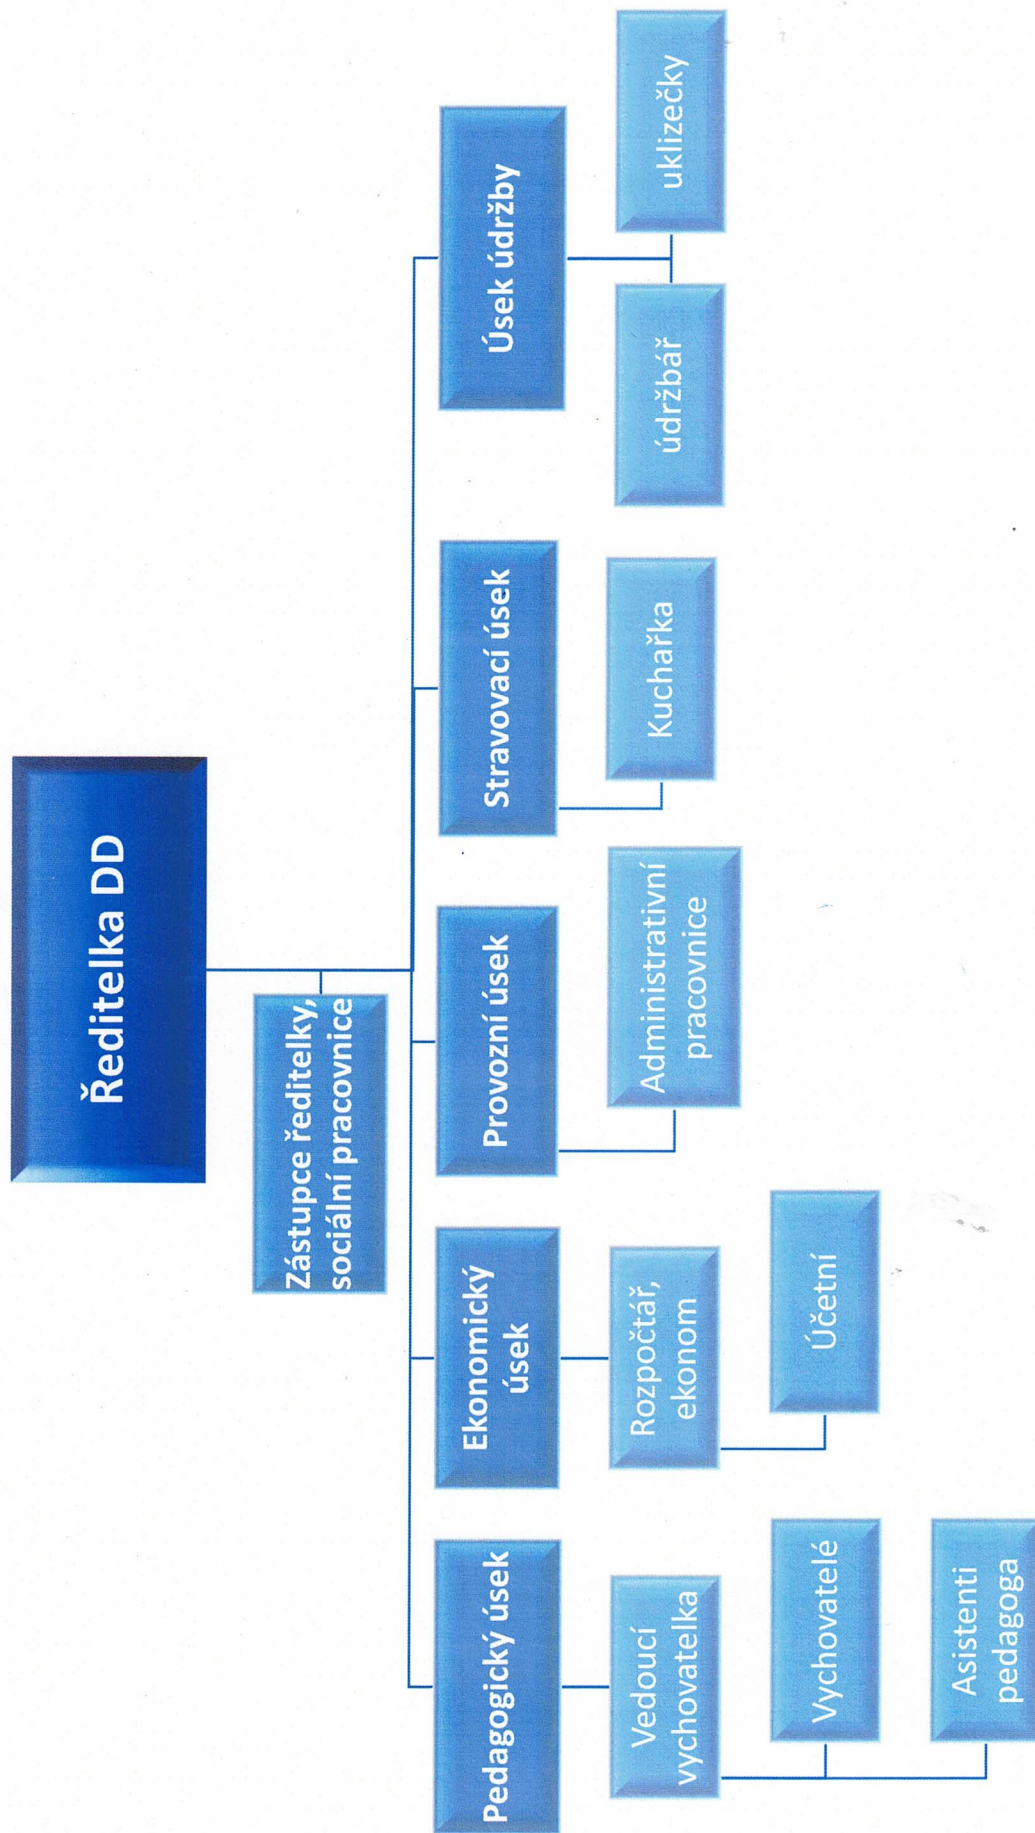 Ředitelka DD
Zástupce ředitelky,
sociální pracovnice
Pedagogický úsek
Ekonomický
úsek
Provozní úsek
Stravovací úsek
Úsek údržby
Vedoucí
vychovatelka
Rozpočtář,
ekonom
Administrativní
pracovnice
Kuchařka
údržbář
uklizečky
Vychovatelé
Účetní
Asistenti
pedagoga